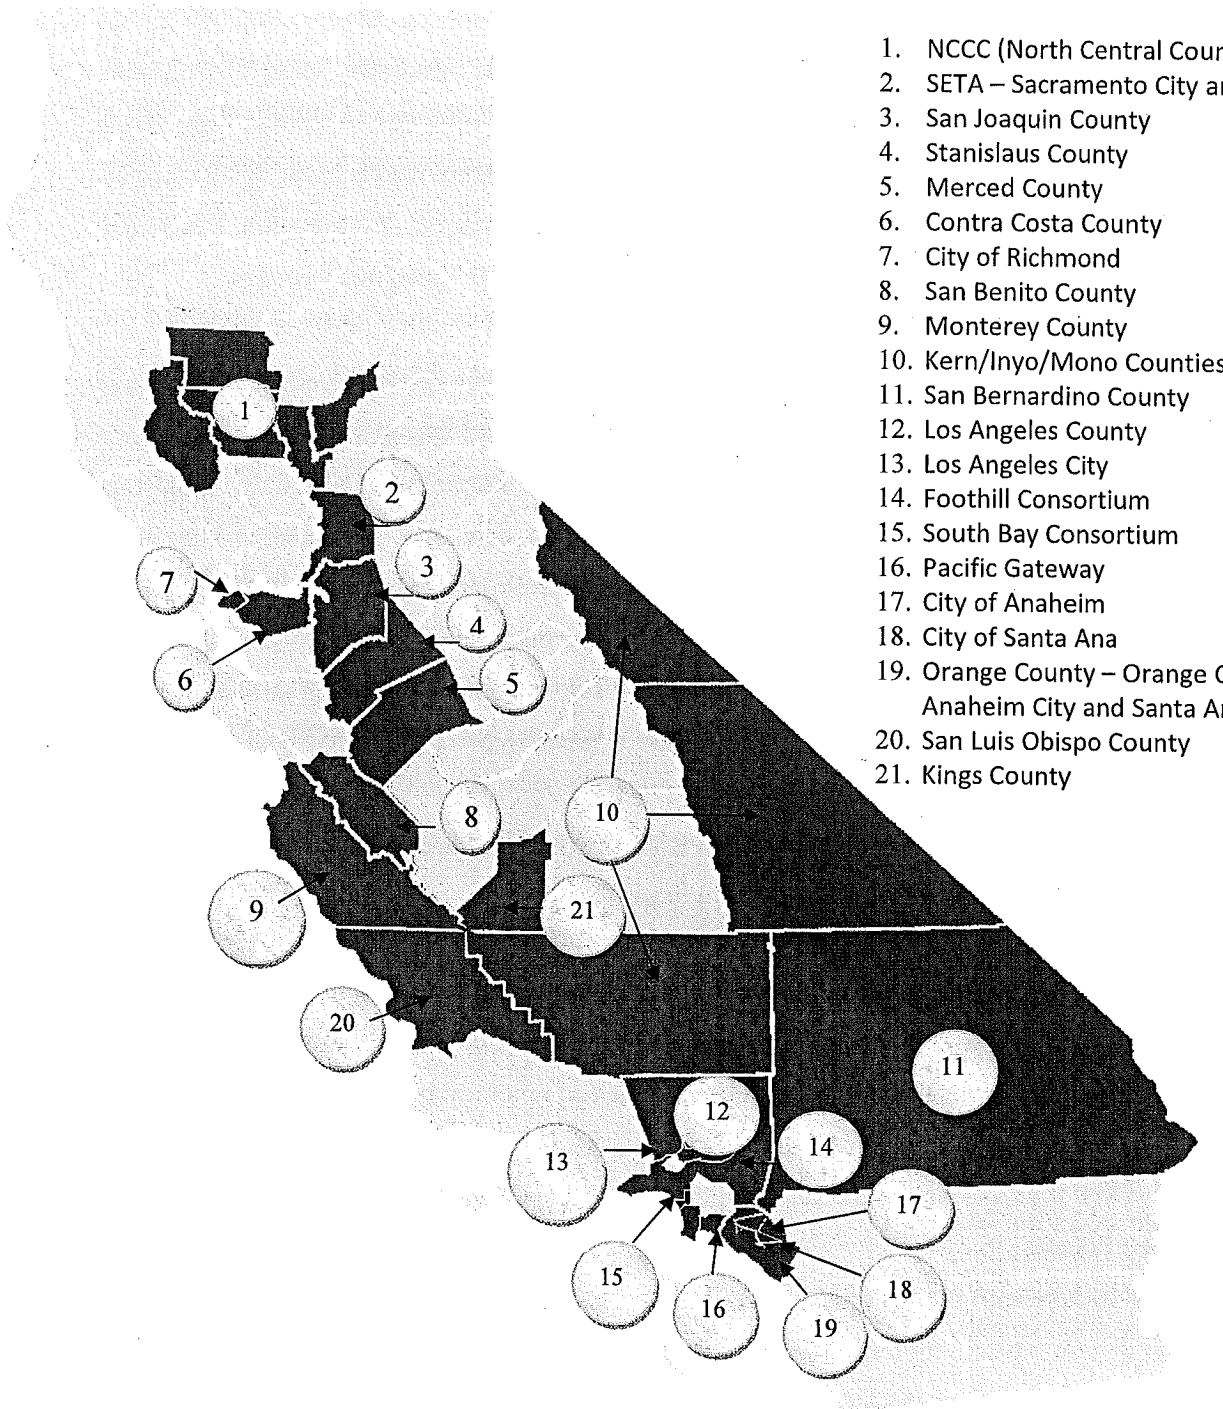 1. NCCC (North Central Coun
2. SETA – Sacramento City an
3. San Joaquin County
4. Stanislaus County
5. Merced County
6. Contra Costa County
7. City of Richmond
8. San Benito County
9. Monterey County
10. Kern/Inyo/Mono Counties
11. San Bernardino County
12. Los Angeles County
13. Los Angeles City
14. Foothill Consortium
15. South Bay Consortium
16. Pacific Gateway
17. City of Anaheim
18. City of Santa Ana
19. Orange County – Orange C
Anaheim City and Santa An
20. San Luis Obispo County
21. Kings County
1
2
3
7
4
6
5
8
10
9
21
20
11
12
14
13
17
15
18
16
19